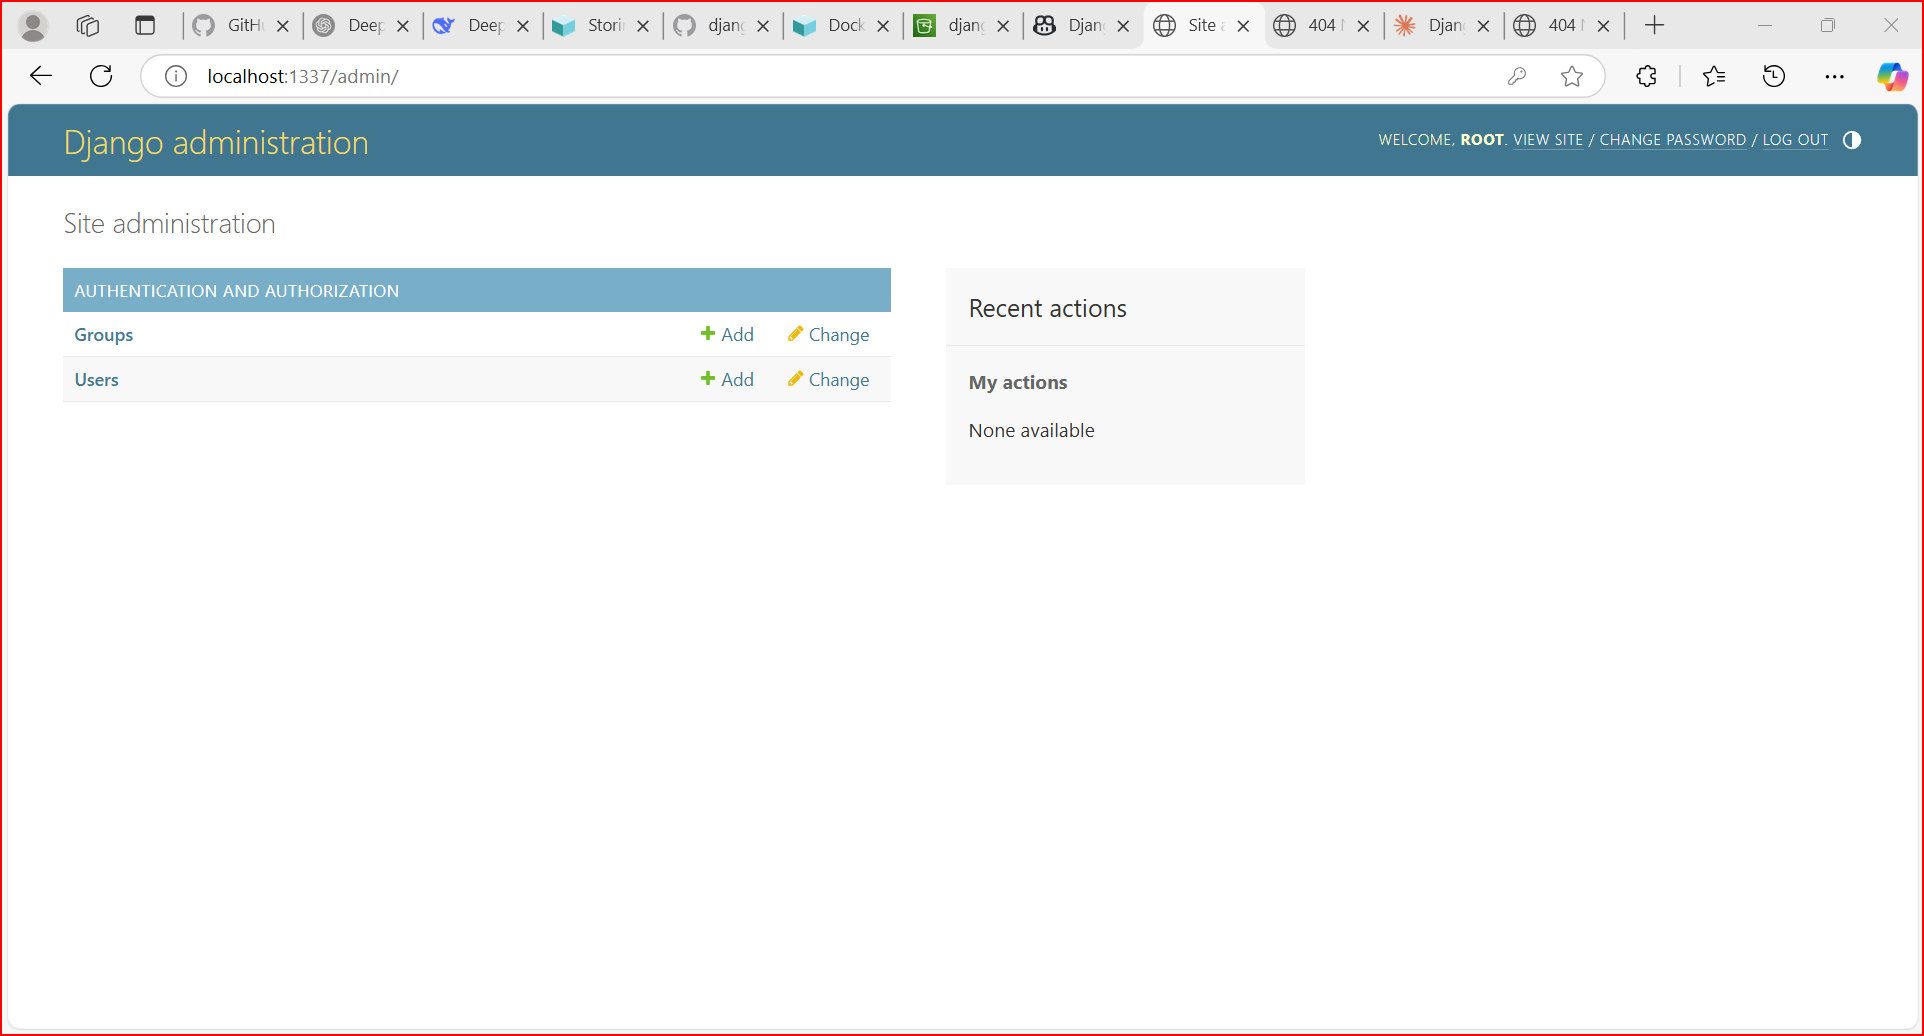 GitH
Deep
Deep
Stori
djang
Dock
djang
Djang
Site a
404 N
Djang
404 N
localhost:1337/admin/
Django administration
WELCOME, ROOT. VIEW SITE / CHANGE PASSWORD / LOG OUT
Site administration
AUTHENTICATION AND AUTHORIZATION
Groups Add Change
Users Add Change
Recent actions
My actions
None available